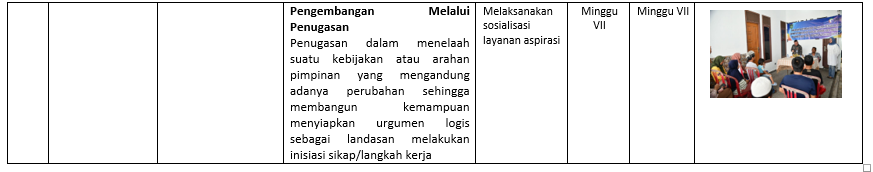 Pengembangan Melalui
Penugasan
Penugasan dalam menelaah
suatu kebijakan atau arahan
pimpinan yang mengandung
adanya perubahan sehingga
membangun kemampuan
menyiapkan urgumen logis
sebagai landasan melakukan
inisiasi sikap/langkah kerja
Melaksanakan
sosialisasi
layanan aspirasi
Minggu
VII
Minggu VII